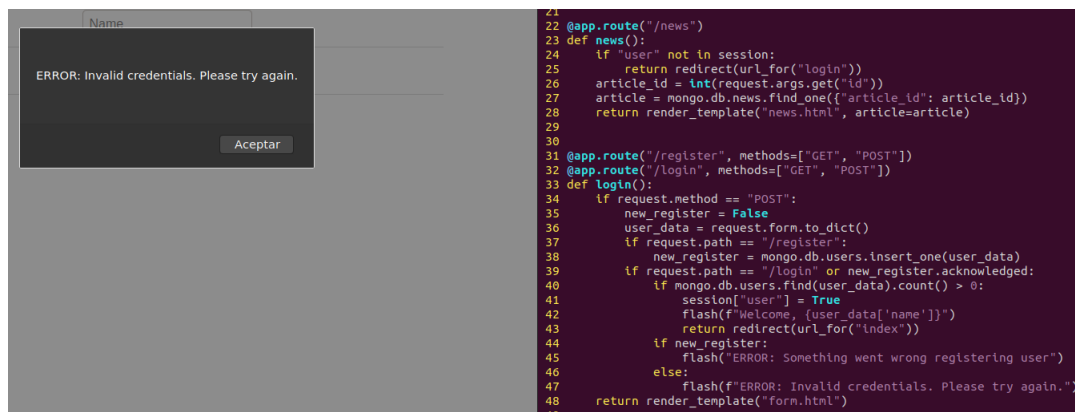 Name
ERROR: Invalid credentials. Please try again.
Aceptar
21
22 @app.route("/news")
23 def news():
24     if "user" not in session:
25         return redirect(url_for("login"))
26     article_id = int(request.args.get("id"))
27     article = mongo.db.news.find_one({"article_id": article_id})
28     return render_template("news.html", article=article)
29
30
31 @app.route("/register", methods=["GET", "POST"])
32 @app.route("/login", methods=["GET", "POST"])
33 def login():
34     if request.method == "POST":
35         new_register = False
36         user_data = request.form.to_dict()
37         if request.path == "/register":
38             new_register = mongo.db.users.insert_one(user_data)
39         if request.path == "/login" or new_register.acknowledged:
40             if mongo.db.users.find(user_data).count() > 0:
41                 session["user"] = True
42                 flash(f"Welcome, {user_data['name']}")
43                 return redirect(url_for("index"))
44             if new_register:
45                 flash("ERROR: Something went wrong registering user")
46             else:
47                 flash(f"ERROR: Invalid credentials. Please try again.")
48     return render_template("form.html")